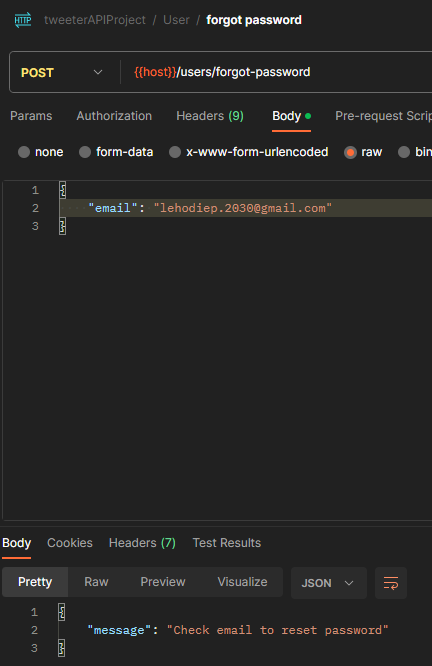 HTTP tweeterAPIProject / User / forgot password
POST {{host}}/users/forgot-password
Params Authorization Headers (9) Body Pre-request Scrip
none form-data x-www-form-urlencoded raw bin
1 {
2 "email": "lehodiep.2030@gmail.com"
3 }
Body Cookies Headers (7) Test Results
Pretty Raw Preview Visualize JSON
1 {
2 "message": "Check email to reset password"
3 }